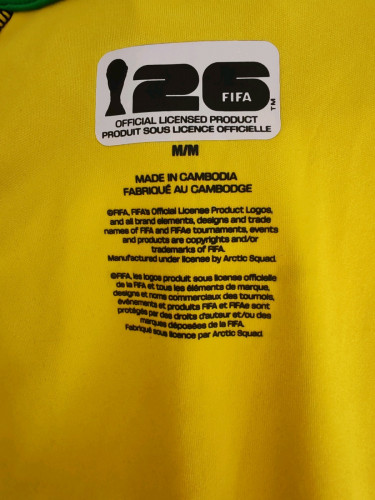 26
FIFA
TM
OFFICIAL LICENSED PRODUCT
PRODUIT SOUS LICENCE OFFICIELLE
M/M
MADE IN CAMBODIA
FABRIQUÉ AU CAMBODGE
©FIFA, FIFA's Official License Product Logos,
and all brand elements, designs and trade
names of FIFA and FIFAe tournaments, events
and products are copyrights and/or
trademarks of FIFA.
Manufactured under license by Arctic Squad.
©FIFA, les logos produit sous license officielle
de la FIFA et tous les éléments de marque,
designs et noms commerciaux des tournois,
événements et produits FIFA et FIFAe sont
protégés par des droits d'auteur et/ou des
marques déposées de la FIFA.
Fabriqué sous licence par Arctic Squad.